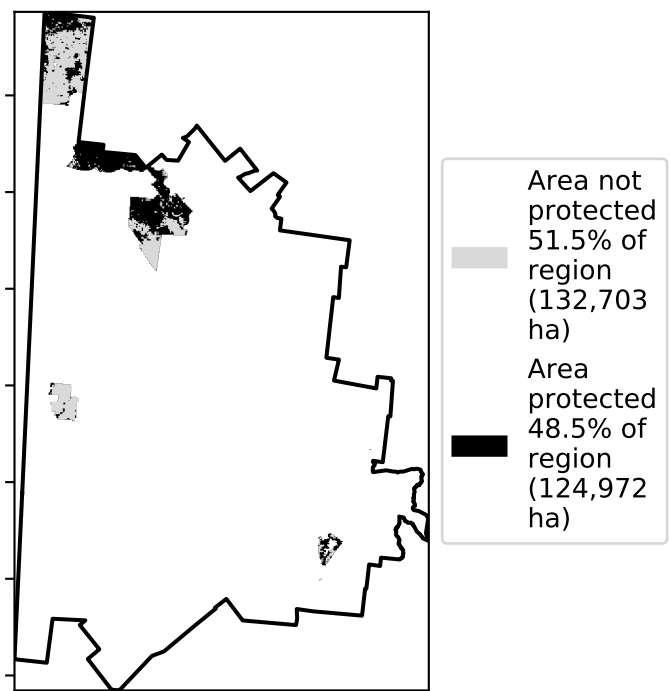 Area not
protected
51.5% of
region
(132,703
ha)
Area
protected
48.5% of
region
(124,972
ha)